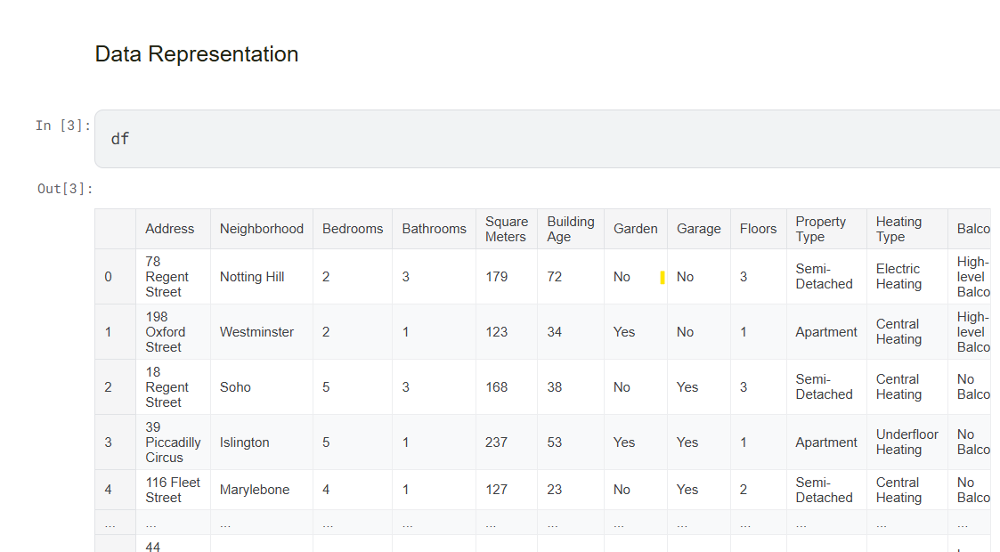 Data Representation
In [3]:
df
Out[3]:
Address Neighborhood Bedrooms Bathrooms Square Meters Building Age Garden Garage Floors Property Type Heating Type Balco
0 78 Regent Street Notting Hill 2 3 179 72 No No 3 Semi-Detached Electric Heating High-level Balco
1 198 Oxford Street Westminster 2 1 123 34 Yes No 1 Apartment Central Heating High-level Balco
2 18 Regent Street Soho 5 3 168 38 No Yes 3 Semi-Detached Central Heating No Balco
3 39 Piccadilly Circus Islington 5 1 237 53 Yes Yes 1 Apartment Underfloor Heating No Balco
4 116 Fleet Street Marylebone 4 1 127 23 No Yes 2 Semi-Detached Central Heating No Balco
... ... ... ... ... ... ... ... ... ... ... ... ...
44